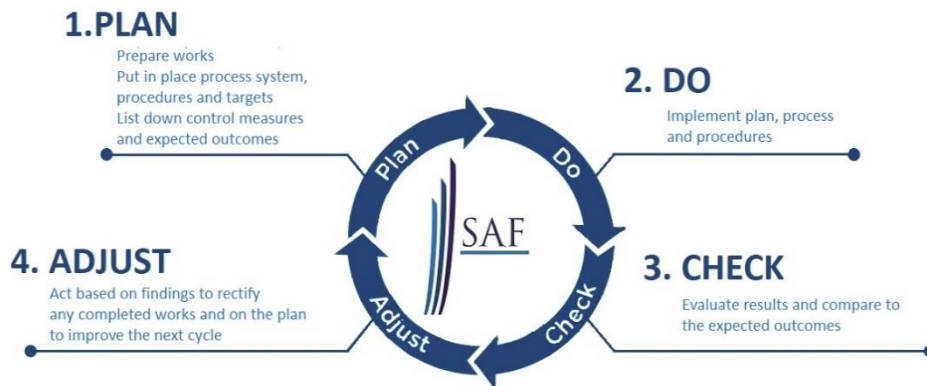 1.PLAN
Prepare works
Put in place process system,
procedures and targets
List down control measures
and expected outcomes
2. DO
Implement plan, process
and procedures
3. CHECK
Evaluate results and compare to
the expected outcomes
4. ADJUST
Act based on findings to rectify
any completed works and on the plan
to improve the next cycle
Plan
Do
Check
Adjust
SAF